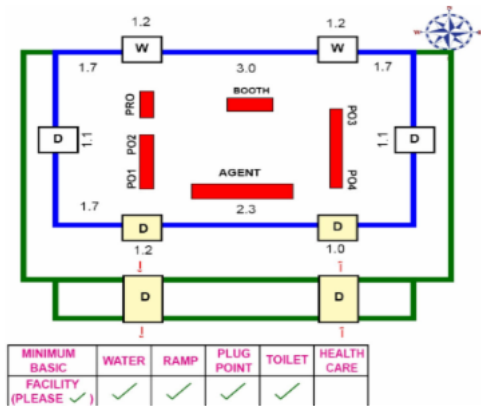 1.2 1.2
W W
1.7 3.0 1.7
BOOTH
PRO
PO3
D 1.1 PO2 1.1 D
PO1
AGENT
PO4
1.7 2.3
D D
1.2 1.0
D D
MINIMUM BASIC WATER RAMP PLUG POINT TOILET HEALTH CARE
FACILITY (PLEASE ✓) ✓ ✓ ✓ ✓